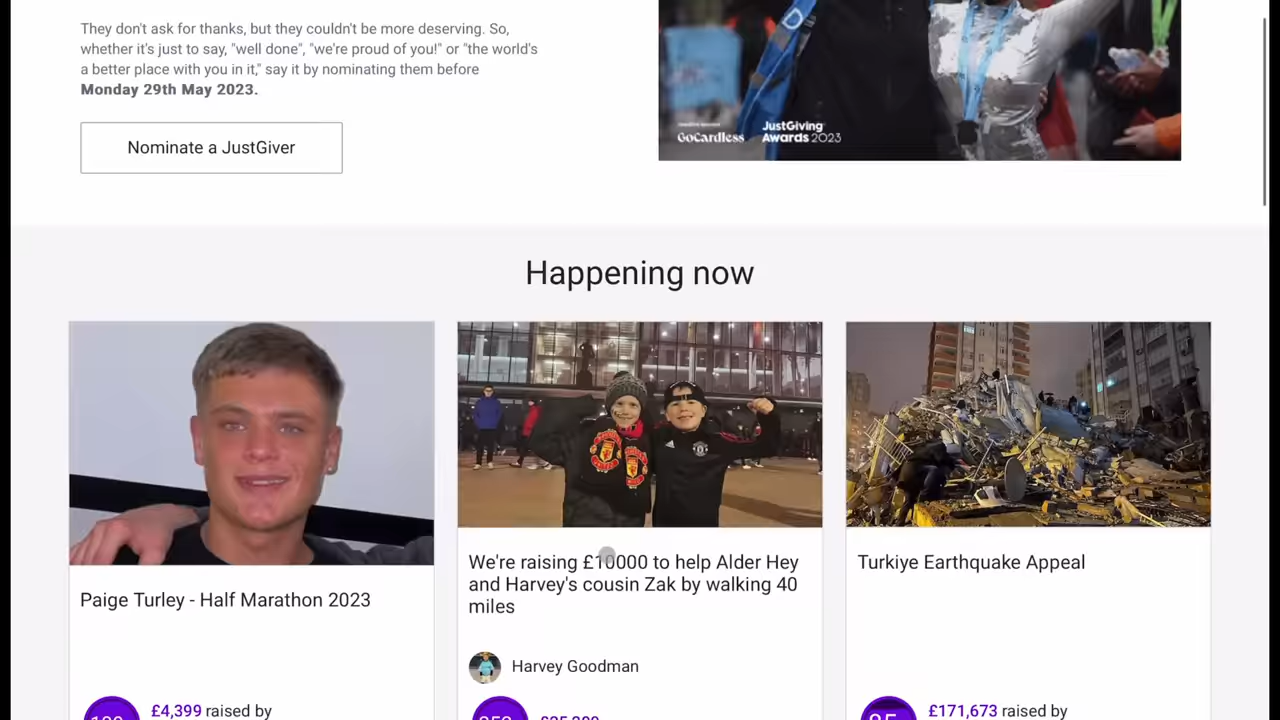 They don't ask for thanks, but they couldn't be more deserving. So,
whether it's just to say, "well done", "we're proud of you!" or "the world's
a better place with you in it," say it by nominating them before
Monday 29th May 2023.
Nominate a JustGiver
GoCardless
JustGiving
Awards 2023
Happening now
Paige Turley - Half Marathon 2023
We're raising £10000 to help Alder Hey
and Harvey's cousin Zak by walking 40
miles
Turkiye Earthquake Appeal
Harvey Goodman
£4,399 raised by
£171,673 raised by